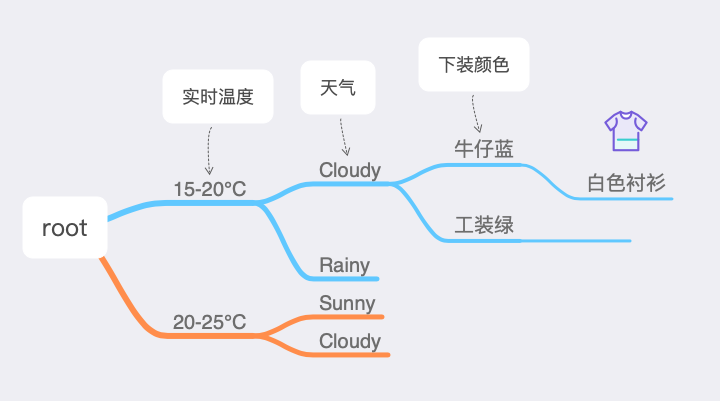 下装颜色
天气
实时温度
牛仔蓝
Cloudy
白色衬衫
15-20°C
工装绿
root
Rainy
Sunny
20-25°C
Cloudy